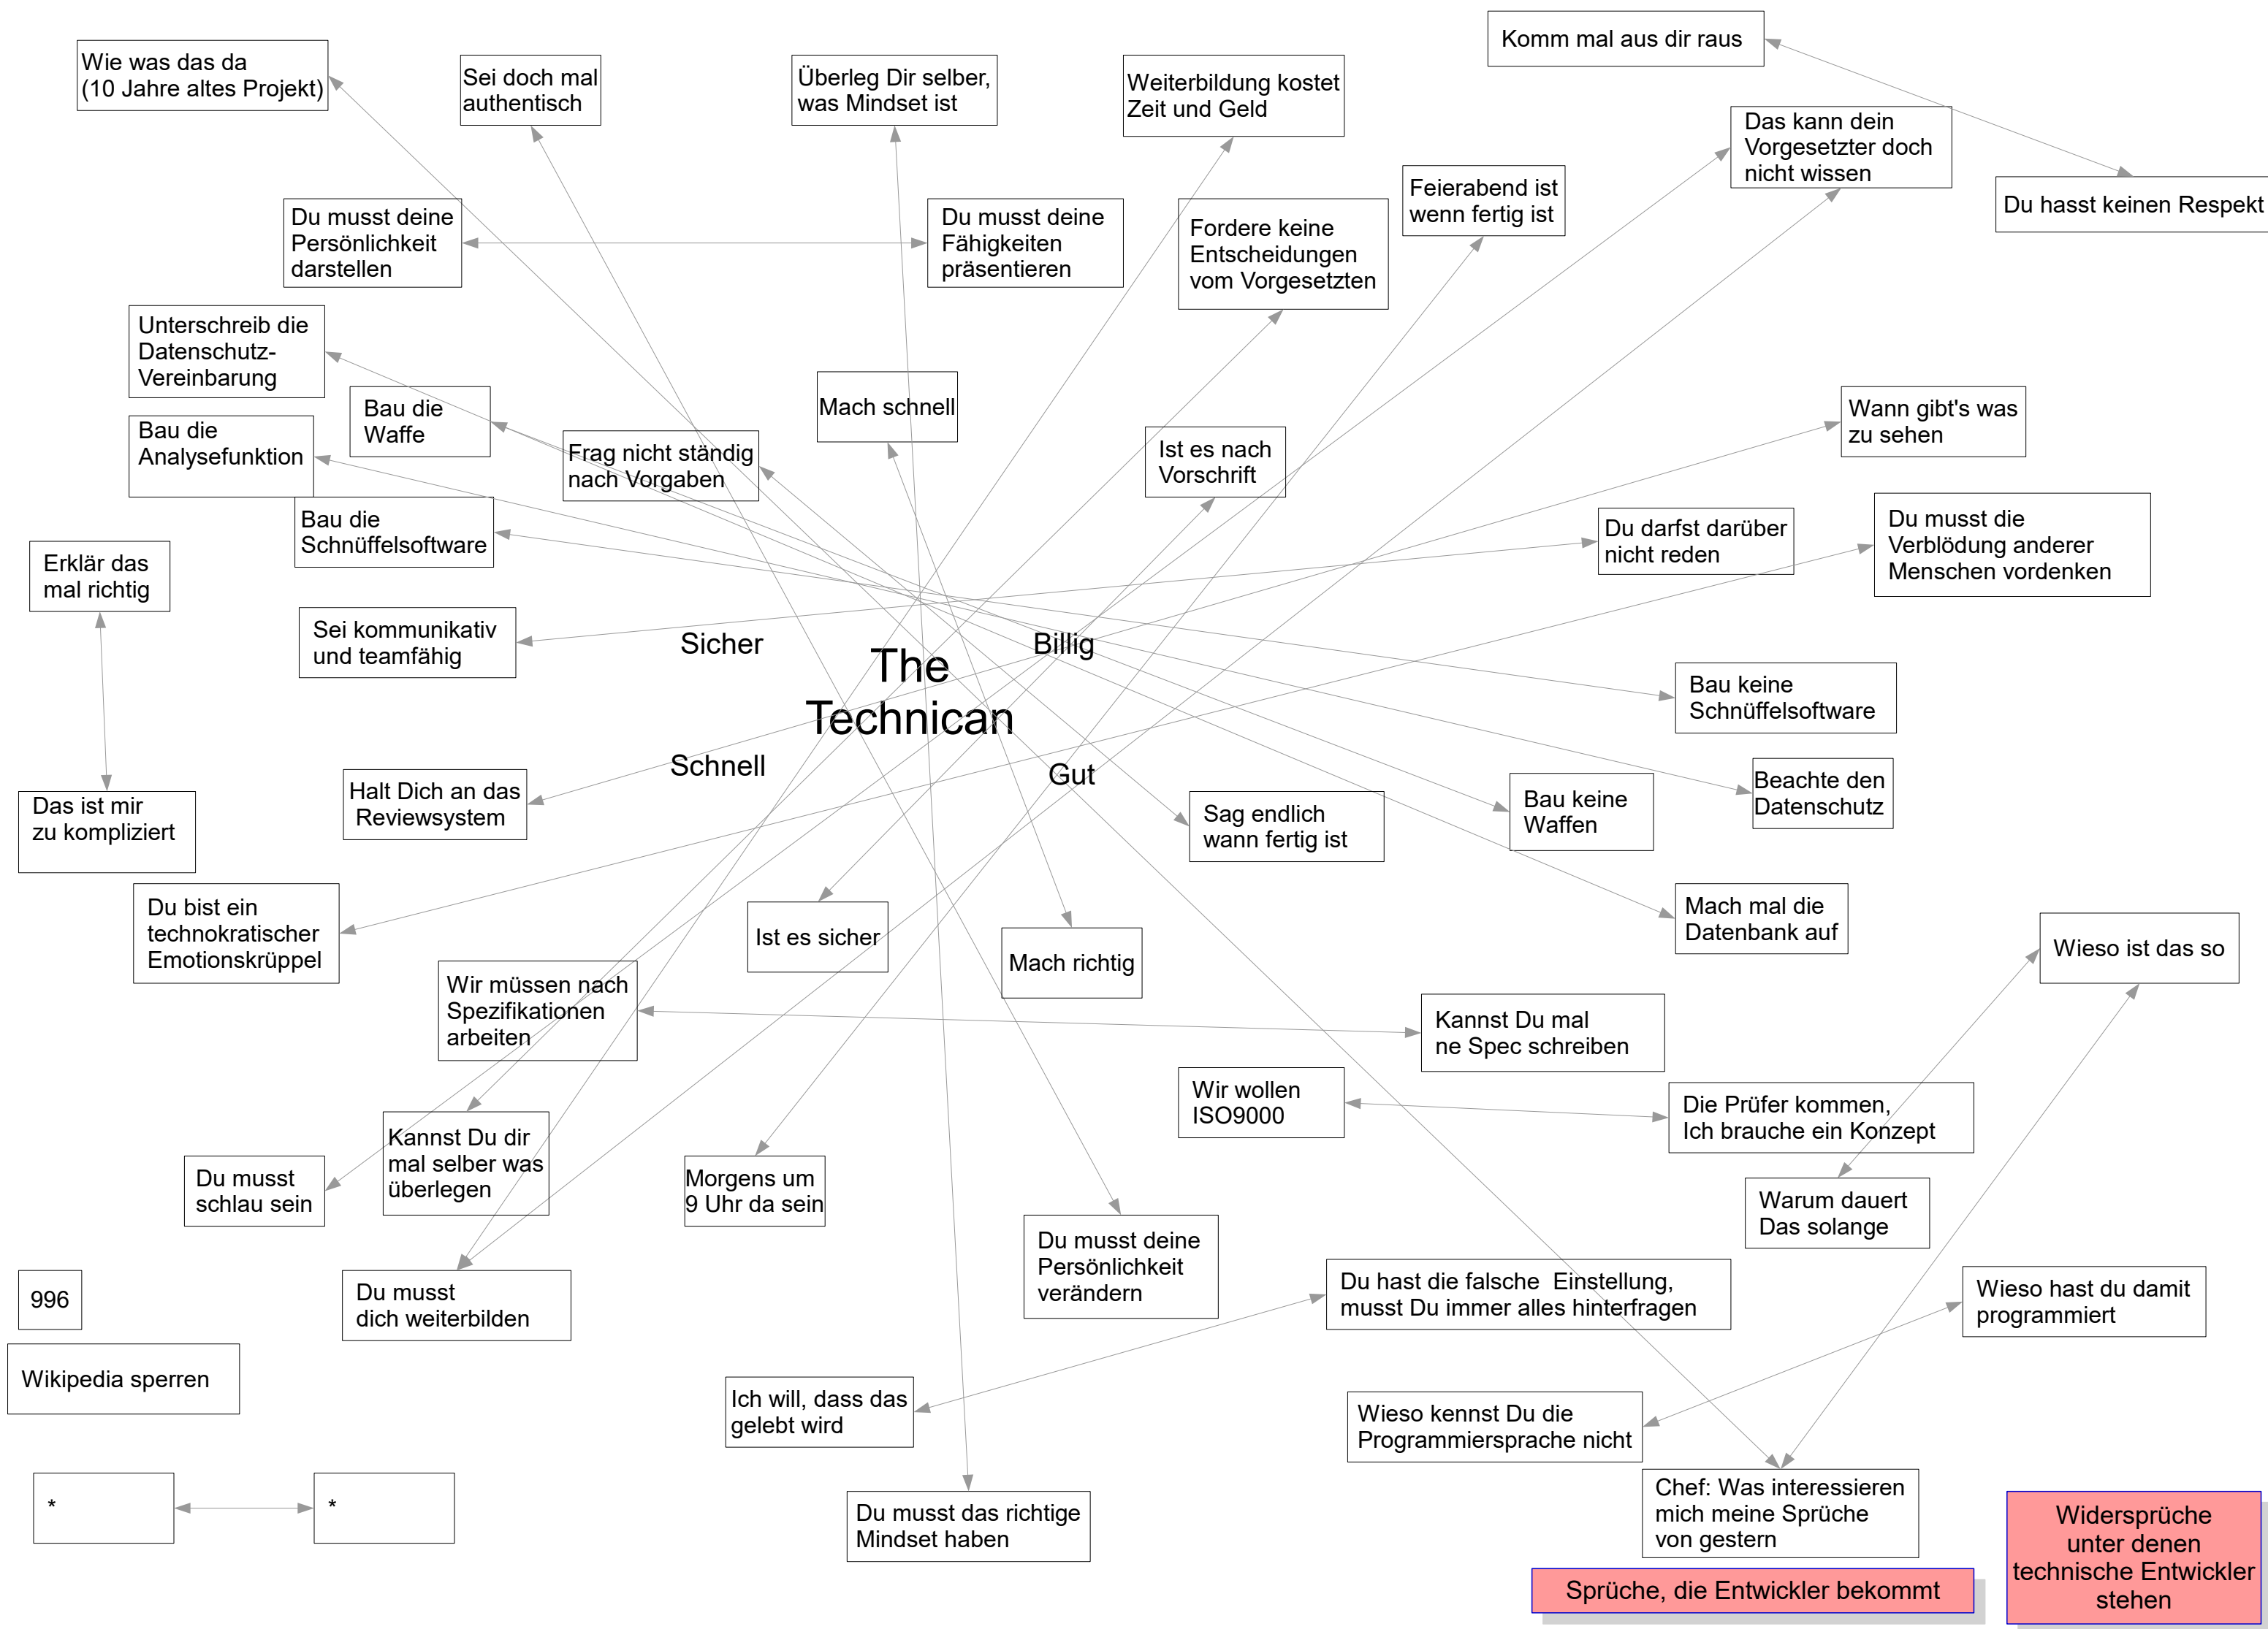 Komm mal aus dir raus
Wie was das da
(10 Jahre altes Projekt)
Sei doch mal
authentisch
Überleg Dir selber,
was Mindset ist
Weiterbildung kostet
Zeit und Geld
Das kann dein
Vorgesetzter doch
nicht wissen
Feierabend ist
wenn fertig ist
Du hasst keinen Respekt
Du musst deine
Persönlichkeit
darstellen
Du musst deine
Fähigkeiten
präsentieren
Fordere keine
Entscheidungen
vom Vorgesetzten
Unterschreib die
Datenschutz-
Vereinbarung
Bau die
Waffe
Mach schnell
Wann gibt's was
zu sehen
Bau die
Analysefunktion
Frag nicht ständig
nach Vorgaben
Ist es nach
Vorschrift
Bau die
Schnüffelsoftware
Du darfst darüber
nicht reden
Du musst die
Verblödung anderer
Menschen vordenken
Erklär das
mal richtig
Sei kommunikativ
und teamfähig
Sicher
Billig
The
Technican
Schnell
Gut
Bau keine
Schnüffelsoftware
Das ist mir
zu kompliziert
Halt Dich an das
Reviewsystem
Sag endlich
wann fertig ist
Bau keine
Waffen
Beachte den
Datenschutz
Du bist ein
technokratischer
Emotionskrüppel
Ist es sicher
Mach richtig
Mach mal die
Datenbank auf
Wieso ist das so
Wir müssen nach
Spezifikationen
arbeiten
Kannst Du mal
ne Spec schreiben
Wir wollen
ISO9000
Die Prüfer kommen,
Ich brauche ein Konzept
Kannst Du dir
mal selber was
überlegen
Du musst
schlau sein
Morgens um
9 Uhr da sein
Warum dauert
Das solange
Du musst deine
Persönlichkeit
verändern
996
Du musst
dich weiterbilden
Du hast die falsche  Einstellung,
musst Du immer alles hinterfragen
Wieso hast du damit
programmiert
Wikipedia sperren
Ich will, dass das
gelebt wird
Wieso kennst Du die
Programmiersprache nicht
*
*
Du musst das richtige
Mindset haben
Chef: Was interessieren
mich meine Sprüche
von gestern
Sprüche, die Entwickler bekommt
Widersprüche
unter denen
technische Entwickler
stehen